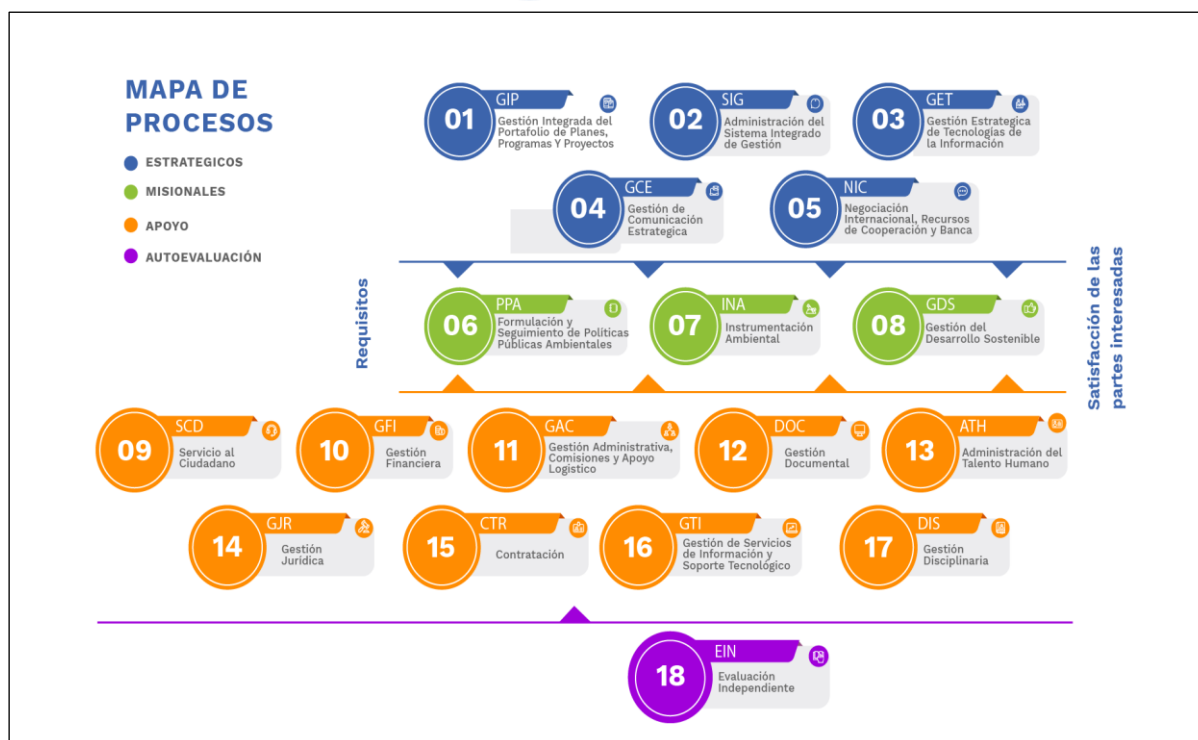 MAPA DE
PROCESOS
ESTRATEGICOS
MISIONALES
APOYO
AUTOEVALUACIÓN
01
GIP
Gestión Integrada del
Portafolio de Planes,
Programas Y Proyectos
02
SIG
Administración del
Sistema Integrado
de Gestión
03
GET
Gestión Estrategica
de Tecnologías de
la Información
04
GCE
Gestión de
Comunicación
Estrategica
05
NIC
Negociación
Internacional, Recursos
de Cooperación y Banca
Requisitos
06
PPA
Formulación y
Seguimiento de Politicas
Públicas Ambientales
07
INA
Instrumentación
Ambiental
08
GDS
Gestión del
Desarrollo Sostenible
Satisfacción de las
partes interesadas
09
SCD
Servicio al
Ciudadano
10
GFI
Gestión
Financiera
11
GAC
Gestión Administrativa,
Comisiones y Apoyo
Logistico
12
DOC
Gestión
Documental
13
ATH
Administración del
Talento Humano
14
GJR
Gestión
Jurídica
15
CTR
Contratación
16
GTI
Gestión de Servicios
de Información y
Soporte Tecnológico
17
DIS
Gestión
Disciplinaria
18
EIN
Evaluación
Independiente